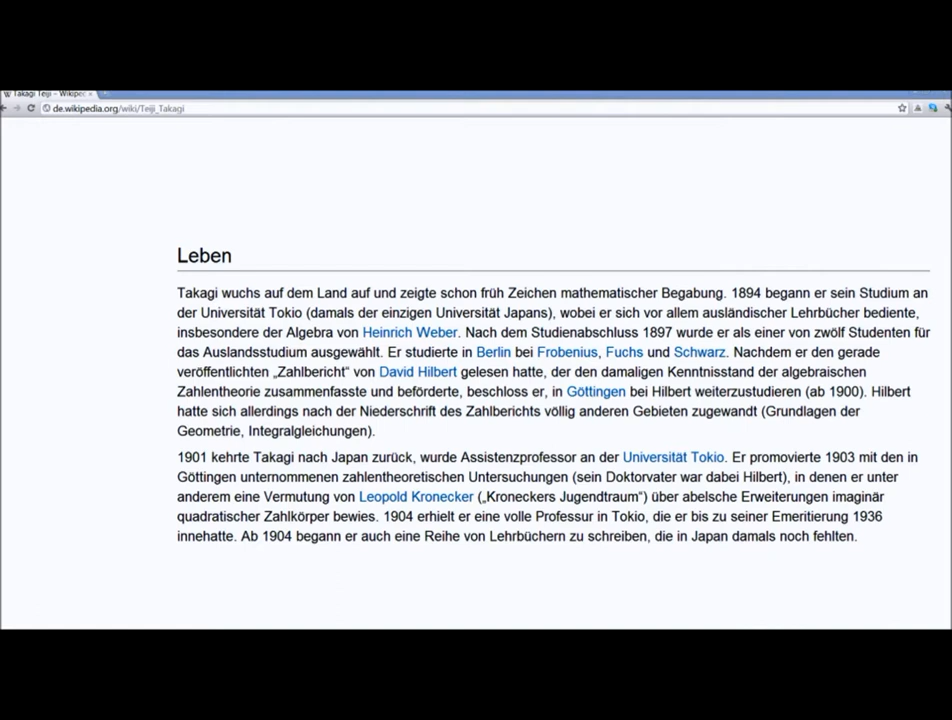 Takagi Teiji – Wikipec ×
de.wikipedia.org/wiki/Teiji_Takagi
Leben
Takagi wuchs auf dem Land auf und zeigte schon früh Zeichen mathematischer Begabung. 1894 begann er sein Studium an
der Universität Tokio (damals der einzigen Universität Japans), wobei er sich vor allem ausländischer Lehrbücher bediente,
insbesondere der Algebra von Heinrich Weber. Nach dem Studienabschluss 1897 wurde er als einer von zwölf Studenten für
das Auslandsstudium ausgewählt. Er studierte in Berlin bei Frobenius, Fuchs und Schwarz. Nachdem er den gerade
veröffentlichten „Zahlbericht“ von David Hilbert gelesen hatte, der den damaligen Kenntnisstand der algebraischen
Zahlentheorie zusammenfasste und beförderte, beschloss er, in Göttingen bei Hilbert weiterzustudieren (ab 1900). Hilbert
hatte sich allerdings nach der Niederschrift des Zahlberichts völlig anderen Gebieten zugewandt (Grundlagen der
Geometrie, Integralgleichungen).
1901 kehrte Takagi nach Japan zurück, wurde Assistenzprofessor an der Universität Tokio. Er promovierte 1903 mit den in
Göttingen unternommenen zahlentheoretischen Untersuchungen (sein Doktorvater war dabei Hilbert), in denen er unter
anderem eine Vermutung von Leopold Kronecker („Kroneckers Jugendtraum“) über abelsche Erweiterungen imaginär
quadratischer Zahlkörper bewies. 1904 erhielt er eine volle Professur in Tokio, die er bis zu seiner Emeritierung 1936
innehatte. Ab 1904 begann er auch eine Reihe von Lehrbüchern zu schreiben, die in Japan damals noch fehlten.